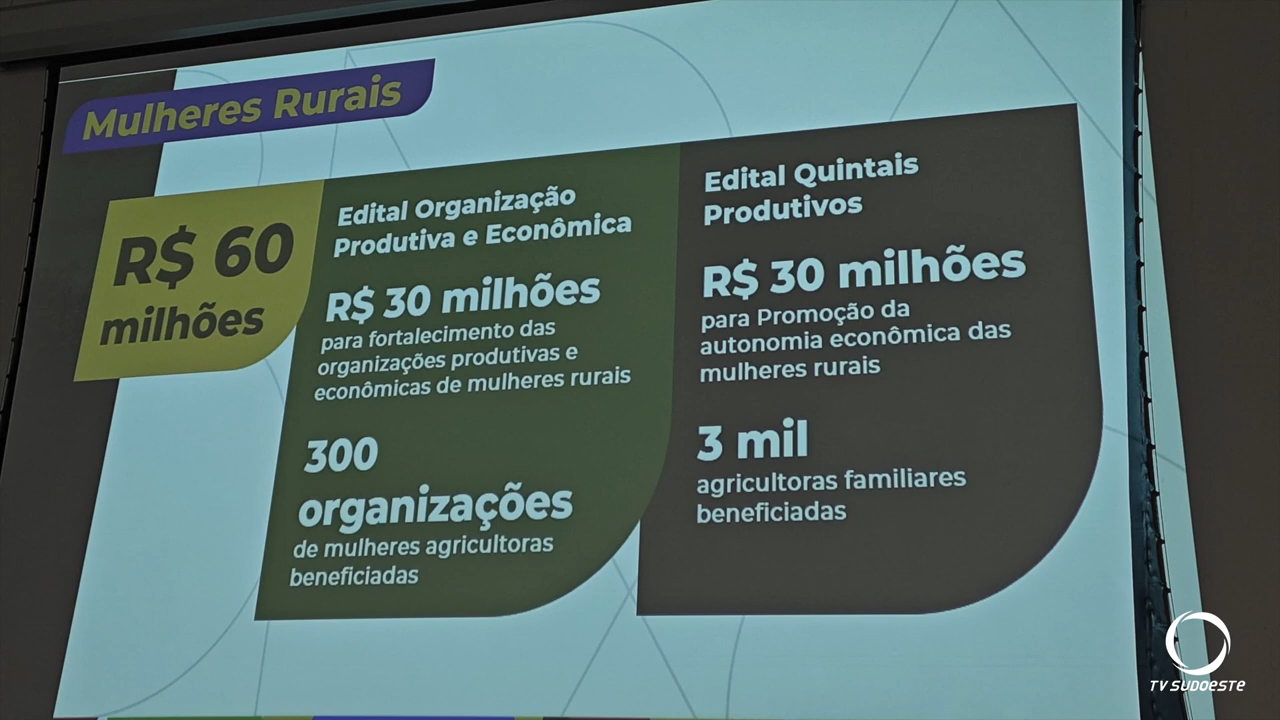 Mulheres Rurais
R$ 60
milhões
Edital Organização
Produtiva e Econômica
R$ 30 milhões
para fortalecimento das
organizações produtivas e
econômicas de mulheres rurais
300
organizações
de mulheres agricultoras
beneficiadas
Edital Quintais
Produtivos
R$ 30 milhões
para Promoção da
autonomia econômica das
mulheres rurais
3 mil
agricultoras familiares
beneficiadas
TV SUDOESTE